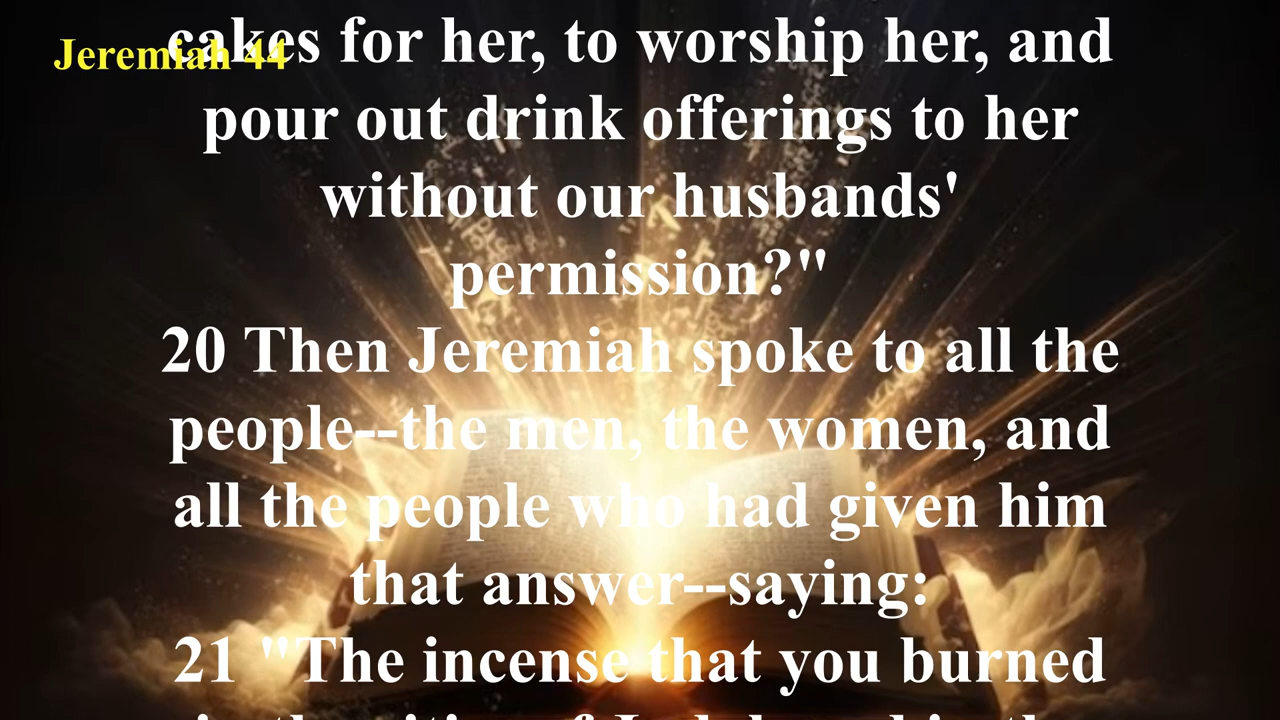 Jeremiah 44
cakes for her, to worship her, and
pour out drink offerings to her
without our husbands'
permission?"
20 Then Jeremiah spoke to all the
people--the men, the women, and
all the people who had given him
that answer--saying:
21 "The incense that you burned